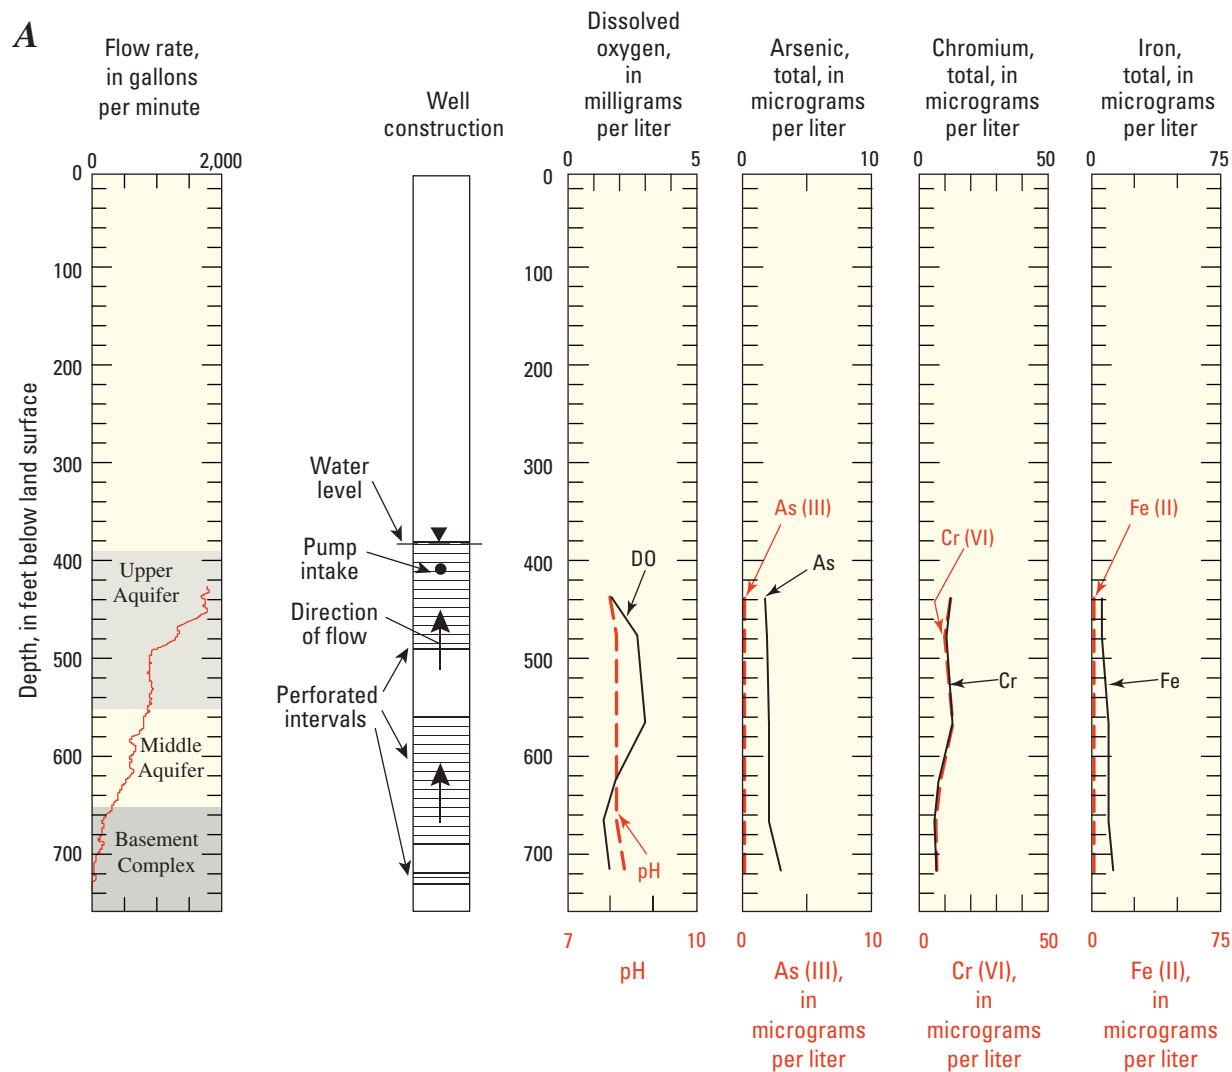 A
Flow rate,
in gallons
per minute
Well
construction
Dissolved
oxygen,
in
milligrams
per liter
Arsenic,
total, in
micrograms
per liter
Chromium,
total, in
micrograms
per liter
Iron,
total, in
micrograms
per liter
0 2,000
0 5
0 10
0 50
0 75
Depth, in feet below land surface
0
100
200
300
400
500
600
700
Upper
Aquifer
Middle
Aquifer
Basement
Complex
Water
level
Pump
intake
Direction
of flow
Perforated
intervals
0
100
200
300
400
500
600
700
DO
pH
As (III)
As
Cr (VI)
Cr
Fe (II)
Fe
7 10
pH
0 10
As (III),
in
micrograms
per liter
0 50
Cr (VI),
in
micrograms
per liter
0 75
Fe (II),
in
micrograms
per liter